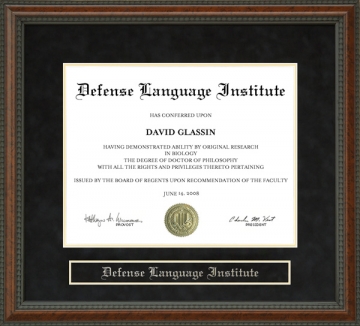 Defense Language Institute
HAS CONFERRED UPON
DAVID GLASSIN
HAVING DEMONSTRATED ABILITY BY ORIGINAL RESEARCH
IN BIOLOGY
THE DEGREE OF DOCTOR OF PHILOSOPHY
WITH ALL THE RIGHTS AND PRIVILEGES THERETO PERTAINING
ISSUED BY THE BOARD OF REGENTS UPON RECOMMENDATION OF THE FACULTY
JUNE 14, 2008
PROVOST
PRESIDENT
Defense Language Institute